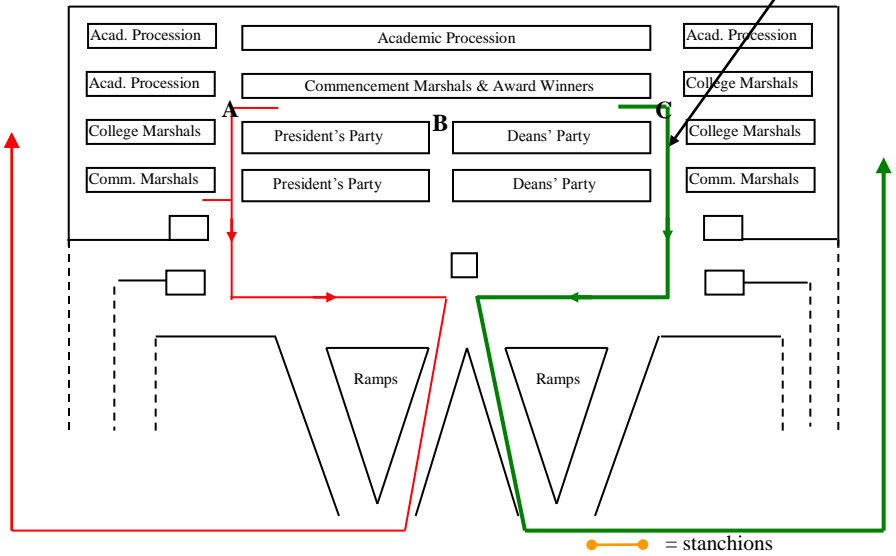 Acad. Procession
Academic Procession
Acad. Procession
Acad. Procession
Commencement Marshals & Award Winners
College Marshals
A
B
C
College Marshals
President's Party
Deans' Party
College Marshals
Comm. Marshals
President's Party
Deans' Party
Comm. Marshals
Ramps
Ramps
= stanchions